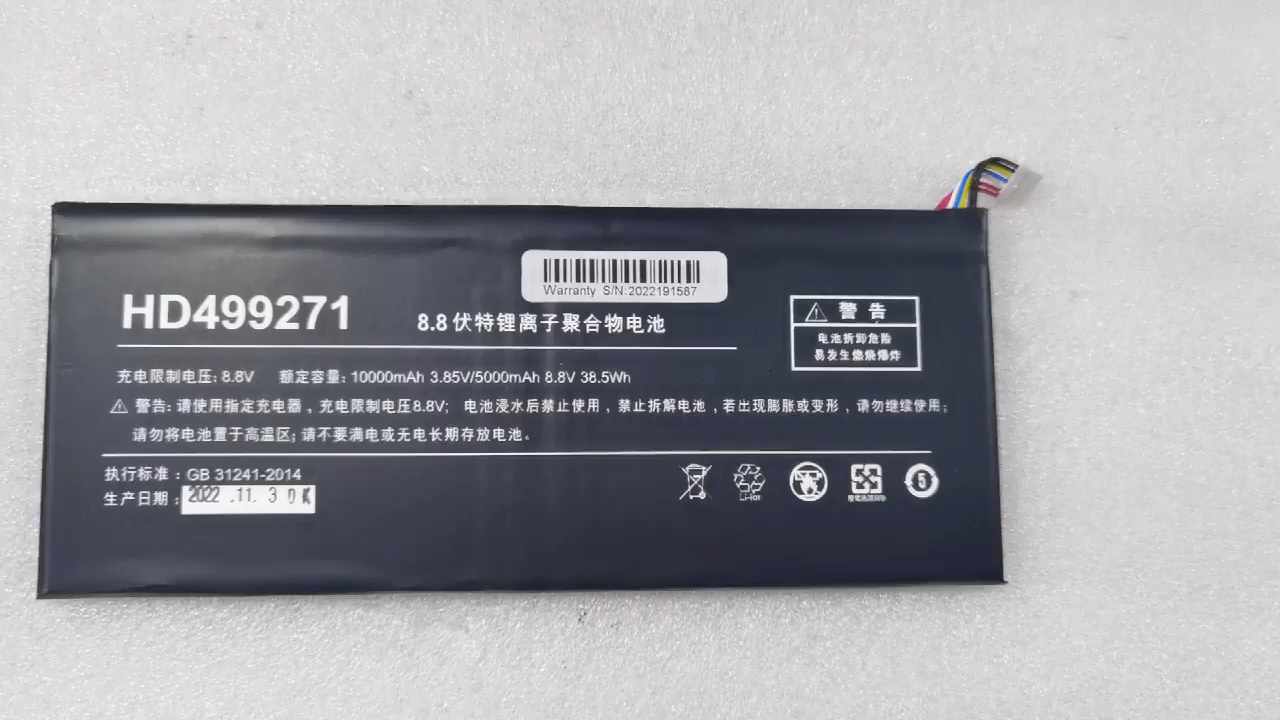 Warranty S/N:2022191587
HD499271
8.8伏特锂离子聚合物电池
警告
电池拆卸危险
易发生燃烧爆炸
充电限制电压: 8.8V 额定容量: 10000mAh 3.85V/5000mAh 8.8V 38.5Wh
警告: 请使用指定充电器，充电限制电压8.8V; 电池浸水后禁止使用，禁止拆解电池，若出现膨胀或变形，请勿继续使用;
请勿将电池置于高温区; 请不要满电或无电长期存放电池。
执行标准：GB 31241-2014
生产日期：2022.11.30K
Li-ion
5